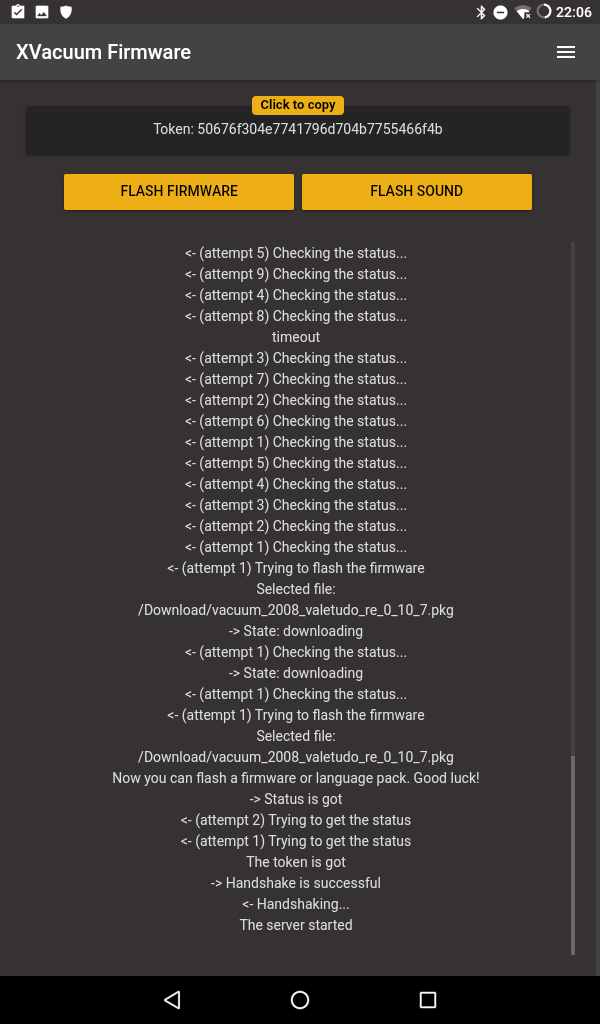 22:06
XVacuum Firmware
Click to copy
Token: 50676f304e7741796d704b7755466f4b
FLASH FIRMWARE
FLASH SOUND
<- (attempt 5) Checking the status...
<- (attempt 9) Checking the status...
<- (attempt 4) Checking the status...
<- (attempt 8) Checking the status...
timeout
<- (attempt 3) Checking the status...
<- (attempt 7) Checking the status...
<- (attempt 2) Checking the status...
<- (attempt 6) Checking the status...
<- (attempt 1) Checking the status...
<- (attempt 5) Checking the status...
<- (attempt 4) Checking the status...
<- (attempt 3) Checking the status...
<- (attempt 2) Checking the status...
<- (attempt 1) Checking the status...
<- (attempt 1) Trying to flash the firmware
Selected file:
/Download/vacuum_2008_valetudo_re_0_10_7.pkg
-> State: downloading
<- (attempt 1) Checking the status...
-> State: downloading
<- (attempt 1) Checking the status...
<- (attempt 1) Trying to flash the firmware
Selected file:
/Download/vacuum_2008_valetudo_re_0_10_7.pkg
Now you can flash a firmware or language pack. Good luck!
-> Status is got
<- (attempt 2) Trying to get the status
<- (attempt 1) Trying to get the status
The token is got
-> Handshake is successful
<- Handshaking...
The server started